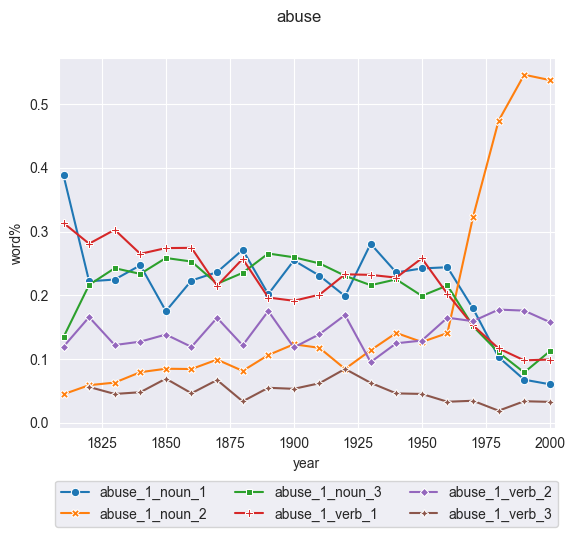 abuse
0.5
0.4
0.3
0.2
0.1
0.0
word%
1825 1850 1875 1900 1925 1950 1975 2000
year
abuse_1_noun_1 abuse_1_noun_3 abuse_1_verb_2
abuse_1_noun_2 abuse_1_verb_1 abuse_1_verb_3